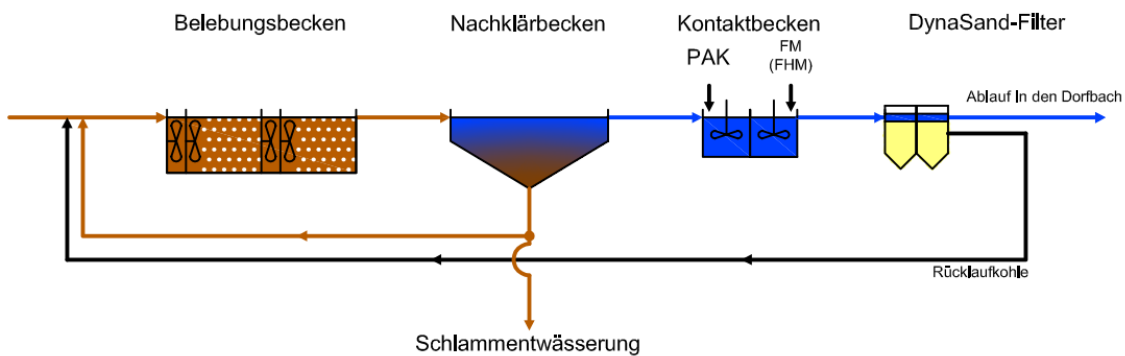 Belebungsbecken
Nachklärbecken
Kontaktbecken
DynaSand-Filter
PAK
FM
(FHM)
Ablauf in den Dorfbach
Rücklaufkohle
Schlammentwässerung